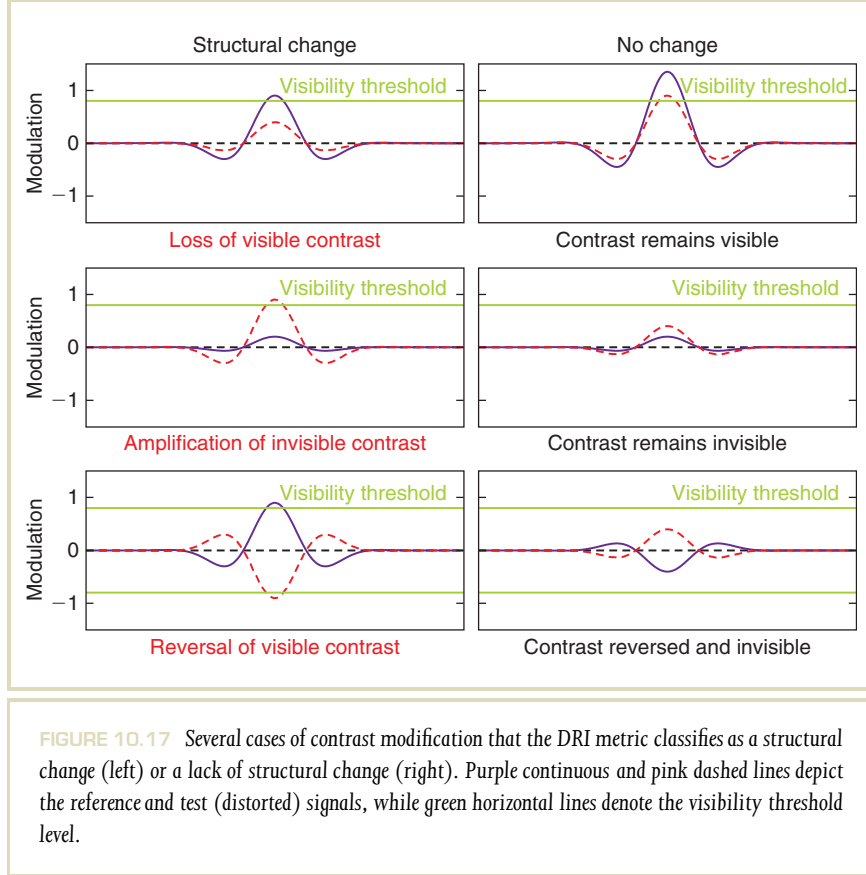 Structural change
No change
1
0
−1
Modulation
Visibility threshold
Visibility threshold
Loss of visible contrast
Contrast remains visible
1
0
−1
Modulation
Visibility threshold
Visibility threshold
Amplification of invisible contrast
Contrast remains invisible
1
0
−1
Modulation
Visibility threshold
Visibility threshold
Reversal of visible contrast
Contrast reversed and invisible
FIGURE 10.17 Several cases of contrast modification that the DRI metric classifies as a structural
change (left) or a lack of structural change (right). Purple continuous and pink dashed lines depict
the reference and test (distorted) signals, while green horizontal lines denote the visibility threshold
level.